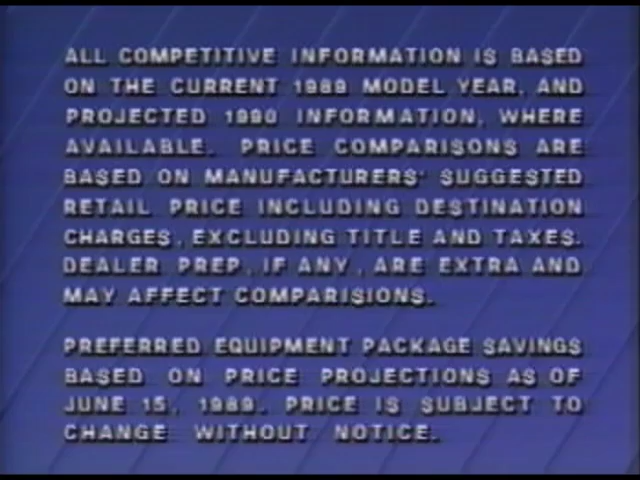 ALL COMPETITIVE INFORMATION IS BASED
ON THE CURRENT 1989 MODEL YEAR, AND
PROJECTED 1990 INFORMATION, WHERE
AVAILABLE. PRICE COMPARISONS ARE
BASED ON MANUFACTURERS' SUGGESTED
RETAIL PRICE INCLUDING DESTINATION
CHARGES, EXCLUDING TITLE AND TAXES.
DEALER PREP, IF ANY, ARE EXTRA AND
MAY AFFECT COMPARISIONS.
PREFERRED EQUIPMENT PACKAGE SAVINGS
BASED ON PRICE PROJECTIONS AS OF
JUNE 15, 1989. PRICE IS SUBJECT TO
CHANGE WITHOUT NOTICE.